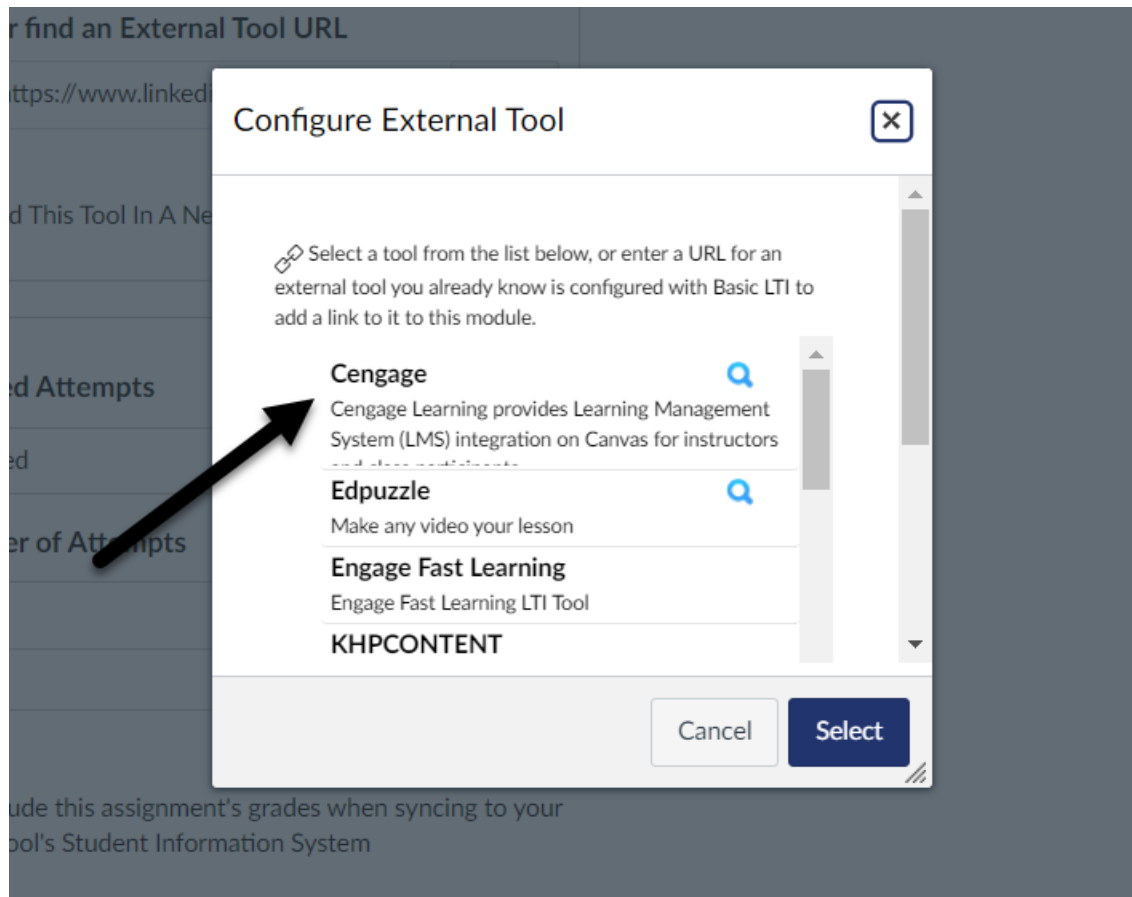 r find an External Tool URL
ttps://www.linkedi
Configure External Tool
d This Tool In A Ne
Select a tool from the list below, or enter a URL for an
external tool you already know is configured with Basic LTI to
add a link to it to this module.
Cengage
ed Attempts
Cengage Learning provides Learning Management
System (LMS) integration on Canvas for instructors
and class participants
ed
Edpuzzle
Make any video your lesson
er of Attempts
Engage Fast Learning
Engage Fast Learning LTI Tool
KHPCONTENT
Cancel
Select
ude this assignment's grades when syncing to your
ool's Student Information System